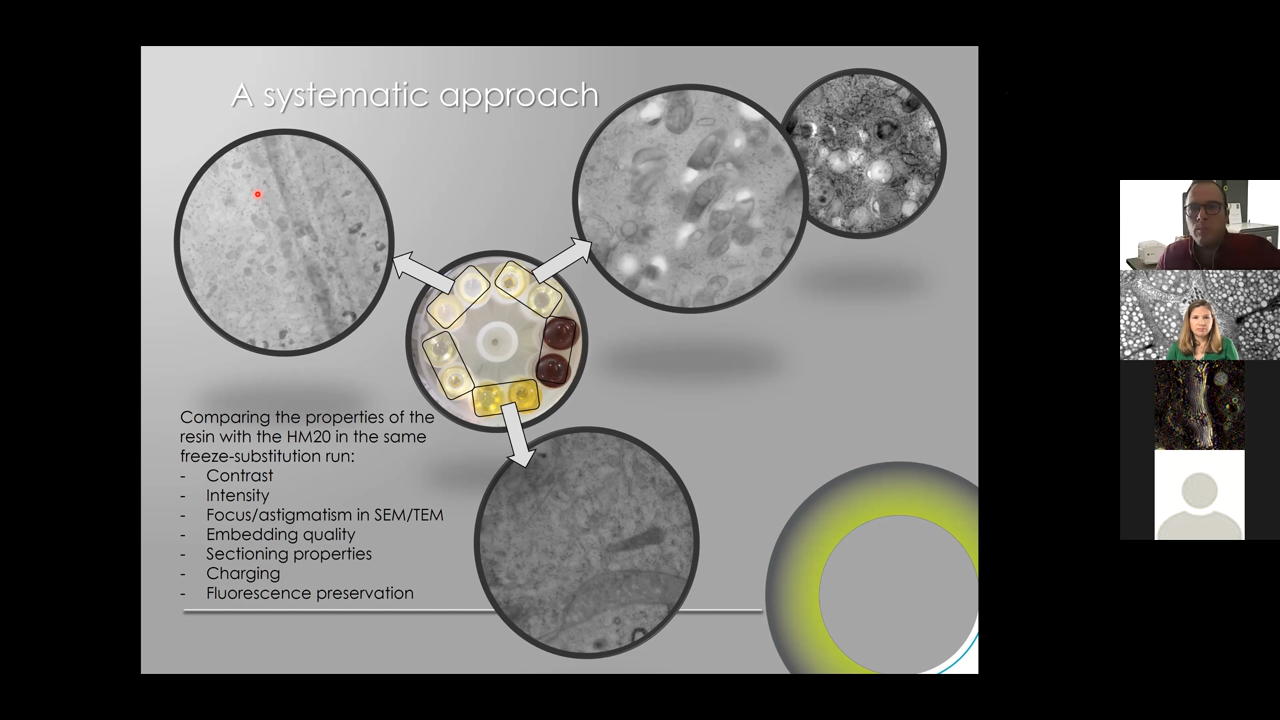 A systematic approach
Comparing the properties of the
resin with the HM20 in the same
freeze-substitution run:
- Contrast
- Intensity
- Focus/astigmatism in SEM/TEM
- Embedding quality
- Sectioning properties
- Charging
- Fluorescence preservation